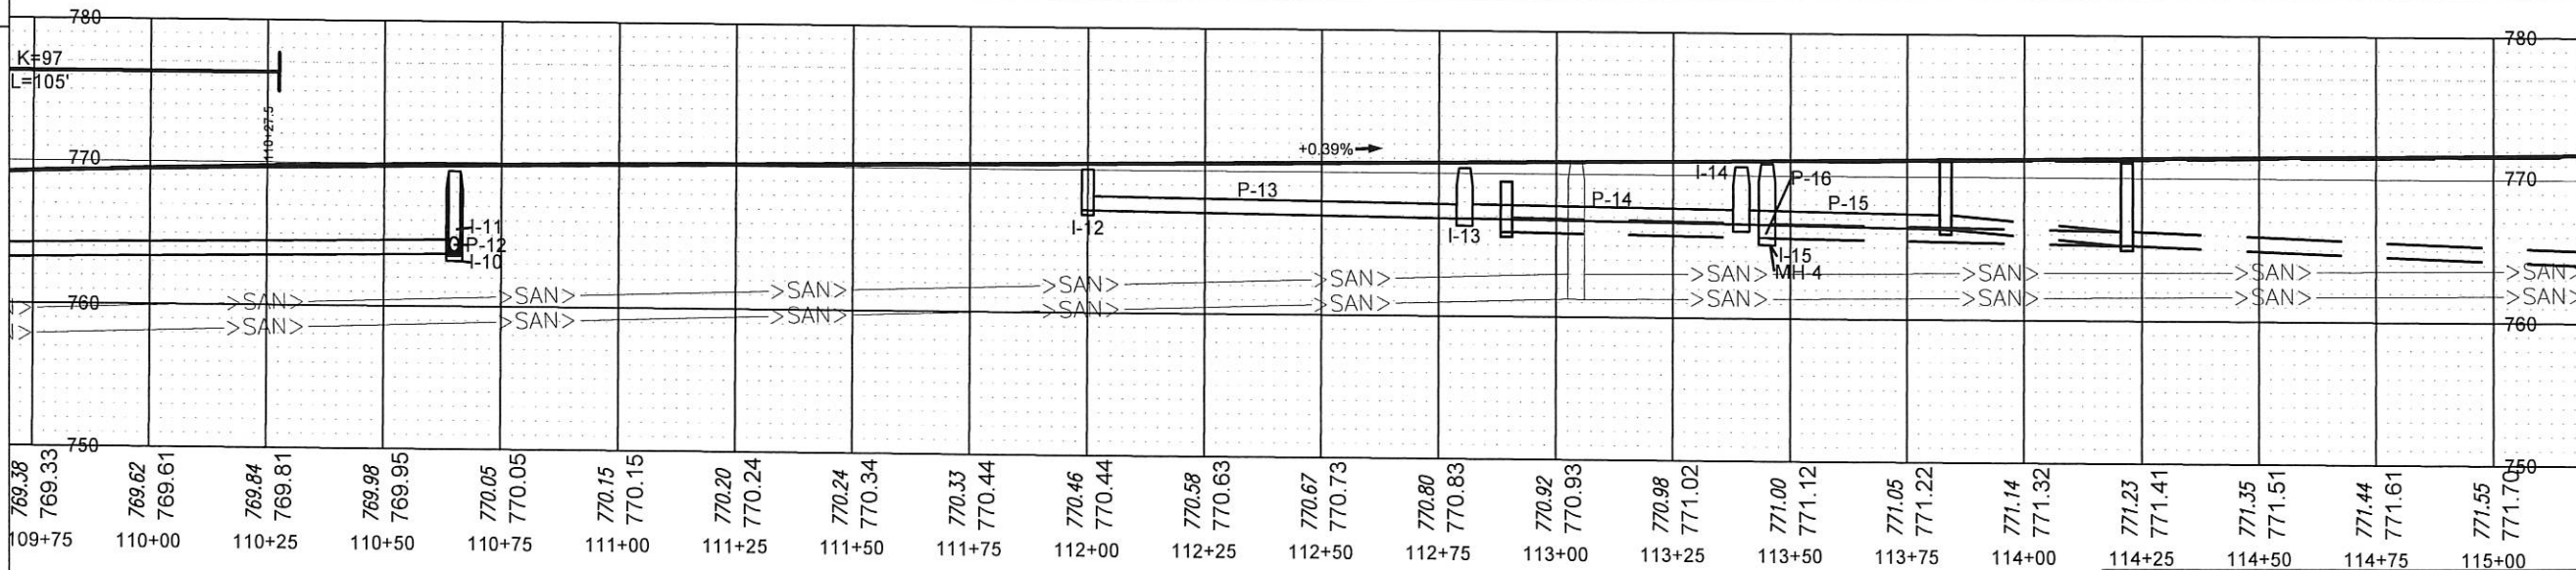 780 780
K=97
L=105'
110+27.5
+0.39%
770 770
I-14 P-16
P-13 P-14 P-15
I-11 I-12 I-13
P-12
I-10
I-15
MH-4
>SAN> >SAN> >SAN> >SAN> >SAN> >SAN> >SAN> >SAN> >SAN>
760 760
>SAN> >SAN> >SAN> >SAN> >SAN> >SAN> >SAN> >SAN> >SAN>
750 750
769.38 769.62 769.84 769.98 770.05 770.15 770.20 770.24 770.33 770.46 770.58 770.67 770.80 770.92 770.98 771.00 771.05 771.14 771.23 771.35 771.44 771.55
769.33 769.61 769.81 769.95 770.05 770.15 770.24 770.34 770.44 770.44 770.63 770.73 770.83 770.93 771.02 771.12 771.22 771.32 771.41 771.51 771.61 771.70
109+75 110+00 110+25 110+50 110+75 111+00 111+25 111+50 111+75 112+00 112+25 112+50 112+75 113+00 113+25 113+50 113+75 114+00 114+25 114+50 114+75 115+00